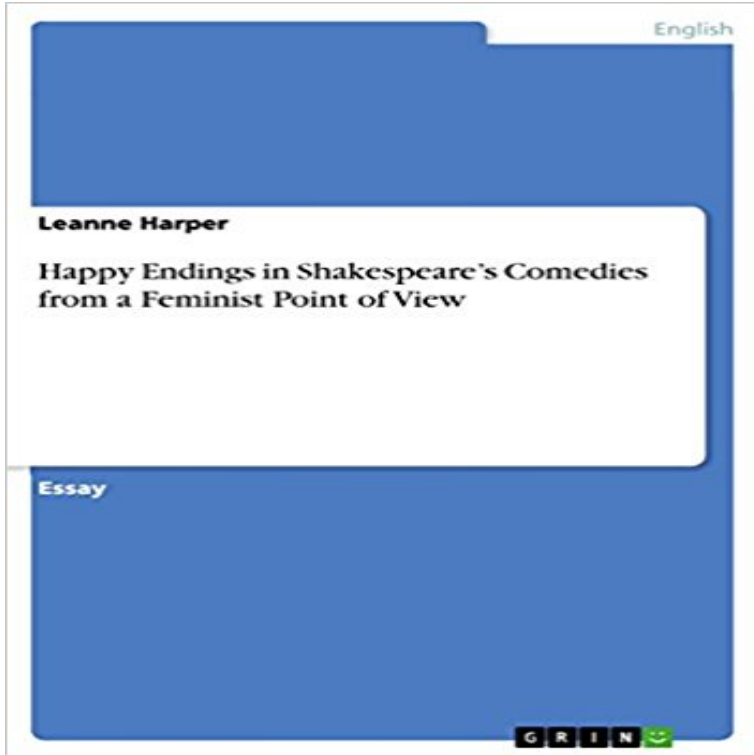 English
Leanne Harper
Happy Endings in Shakespeare's Comedies
from a Feminist Point of View
Essay
GRIN